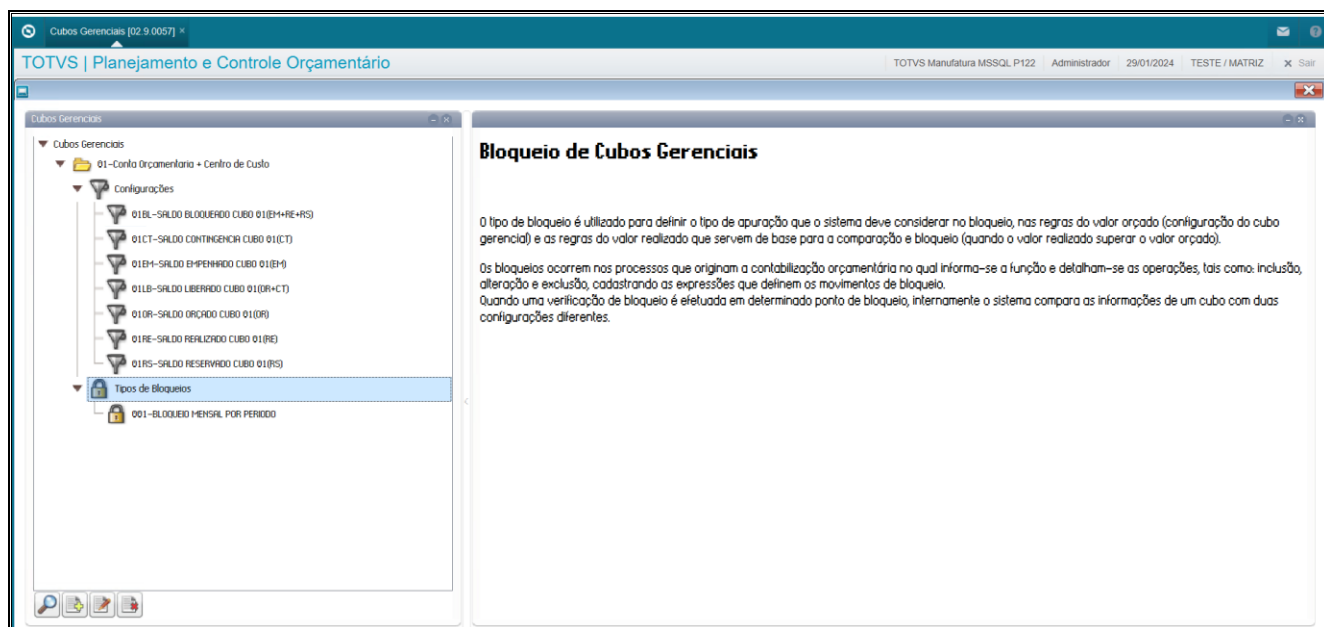 Cubos Gerenciais [02.9.0057] ×
TOTVS | Planejamento e Controle Orçamentário
TOTVS Manufatura MSSQL P122 Administrador 29/01/2024 TESTE / MATRIZ × Sair
Cubos Gerenciais
Cubos Gerenciais
01-Conta Orçamentaria + Centro de Custo
Configurações
01BL-SALDO BLOQUEADO CUBO 01(EM+RE+RS)
01CT-SALDO CONTINGENCIA CUBO 01(CT)
01EM-SALDO EMPENHADO CUBO 01(EM)
01LB-SALDO LIBERADO CUBO 01(OR+CT)
01OR-SALDO ORÇADO CUBO 01(OR)
01RE-SALDO REALIZADO CUBO 01(RE)
01RS-SALDO RESERVADO CUBO 01(RS)
Tipos de Bloqueios
001-BLOQUEIO MENSAL POR PERIODO
Bloqueio de Cubos Gerenciais
O tipo de bloqueio é utilizado para definir o tipo de apuração que o sistema deve considerar no bloqueio, nas regras do valor orçado (configuração do cubo
gerencial) e as regras do valor realizado que servem de base para a comparação e bloqueio (quando o valor realizado superar o valor orçado).
Os bloqueios ocorrem nos processos que originam a contabilização orçamentária no qual informa-se a função e detalham-se as operações, tais como: inclusão,
alteração e exclusão, cadastrando as expressões que definem os movimentos de bloqueio.
Quando uma verificação de bloqueio é efetuada em determinado ponto de bloqueio, internamente o sistema compara as informações de um cubo com duas
configurações diferentes.